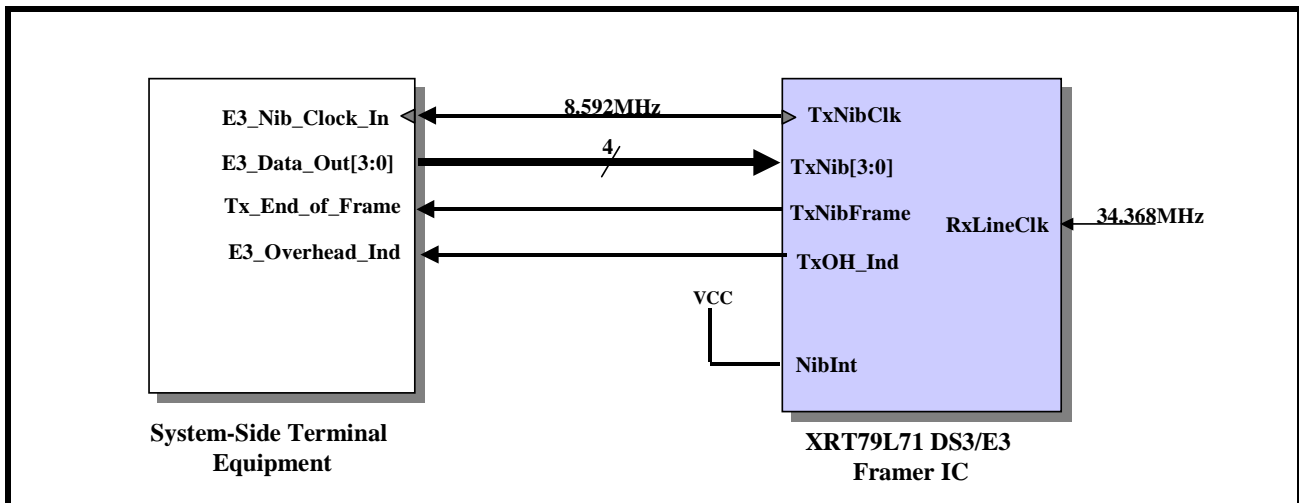 E3_Nib_Clock_In
8.592MHz
TxNibClk
E3_Data_Out[3:0]
4
TxNib[3:0]
Tx_End_of_Frame
TxNibFrame
RxLineClk
34.368MHz
E3_Overhead_Ind
TxOH_Ind
VCC
NibInt
System-Side Terminal
Equipment
XRT79L71 DS3/E3
Framer IC